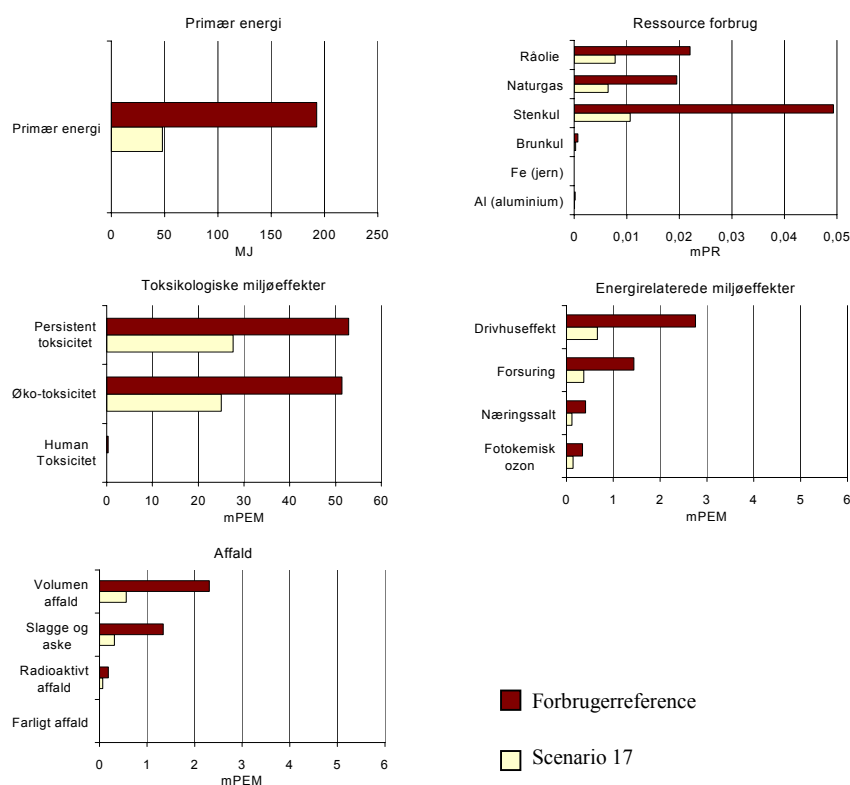 Primær energi
Primær energi
0 50 100 150 200 250
MJ
Ressource forbrug
Råolie
Naturgas
Stenkul
Brunkul
Fe (jern)
Al (aluminium)
0 0,01 0,02 0,03 0,04 0,05
mPR
Toksikologiske miljøeffekter
Persistent
toksicitet
Øko-toksicitet
Human
Toksicitet
0 10 20 30 40 50 60
mPEM
Energirelaterede miljøeffekter
Drivhuseffekt
Forsuring
Næringssalt
Fotokemisk
ozon
0 1 2 3 4 5 6
mPEM
Affald
Volumen
affald
Slagge og
aske
Radioaktivt
affald
Farligt affald
0 1 2 3 4 5 6
mPEM
Forbrugerreference
Scenario 17